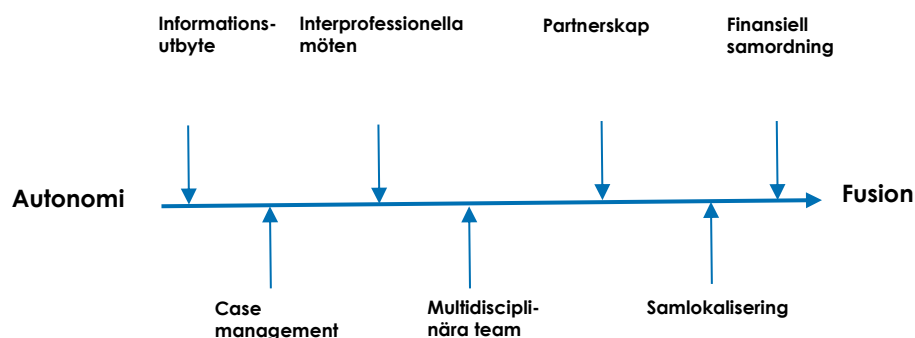 Informations-
utbyte
Interprofessionella
möten
Partnerskap
Finansiell
samordning
Autonomi
Fusion
Case
management
Multidiscipli-
nära team
Samlokalisering